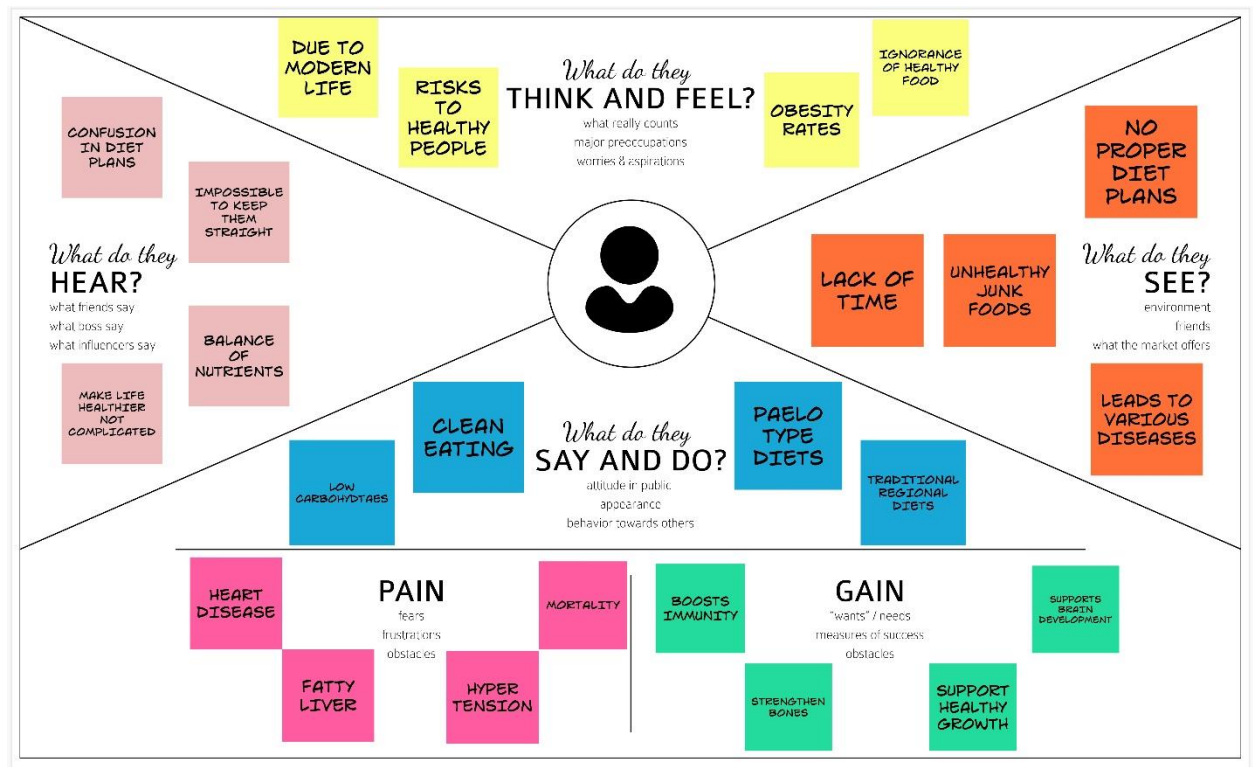 DUE TO
MODERN
LIFE
RISKS
TO
HEALTHY
PEOPLE
What do they
THINK AND FEEL?
what really counts
major preoccupations
worries & aspirations
OBESITY
RATES
IGNORANCE
OF HEALTHY
FOOD
CONFUSION
IN DIET
PLANS
IMPOSSIBLE
TO KEEP
THEM
STRAIGHT
What do they
HEAR?
what friends say
what boss say
what influencers say
BALANCE
OF
NUTRIENTS
MAKE LIFE
HEALTHIER
NOT
COMPLICATED
NO
PROPER
DIET
PLANS
LACK OF
TIME
UNHEALTHY
JUNK
FOODS
What do they
SEE?
environment
friends
what the market offers
LEADS TO
VARIOUS
DISEASES
LOW
CARBOHYDTAES
CLEAN
EATING
What do they
SAY AND DO?
attitude in public
appearance
behavior towards others
PAELO
TYPE
DIETS
TRADITIONAL
REGIONAL
DIETS
HEART
DISEASE
FATTY
LIVER
PAIN
fears
frustrations
obstacles
HYPER
TENSION
MORTALITY
BOOSTS
IMMUNITY
STRENGTHEN
BONES
GAIN
"wants" / needs
measures of success
obstacles
SUPPORT
HEALTHY
GROWTH
SUPPORTS
BRAIN
DEVELOPMENT